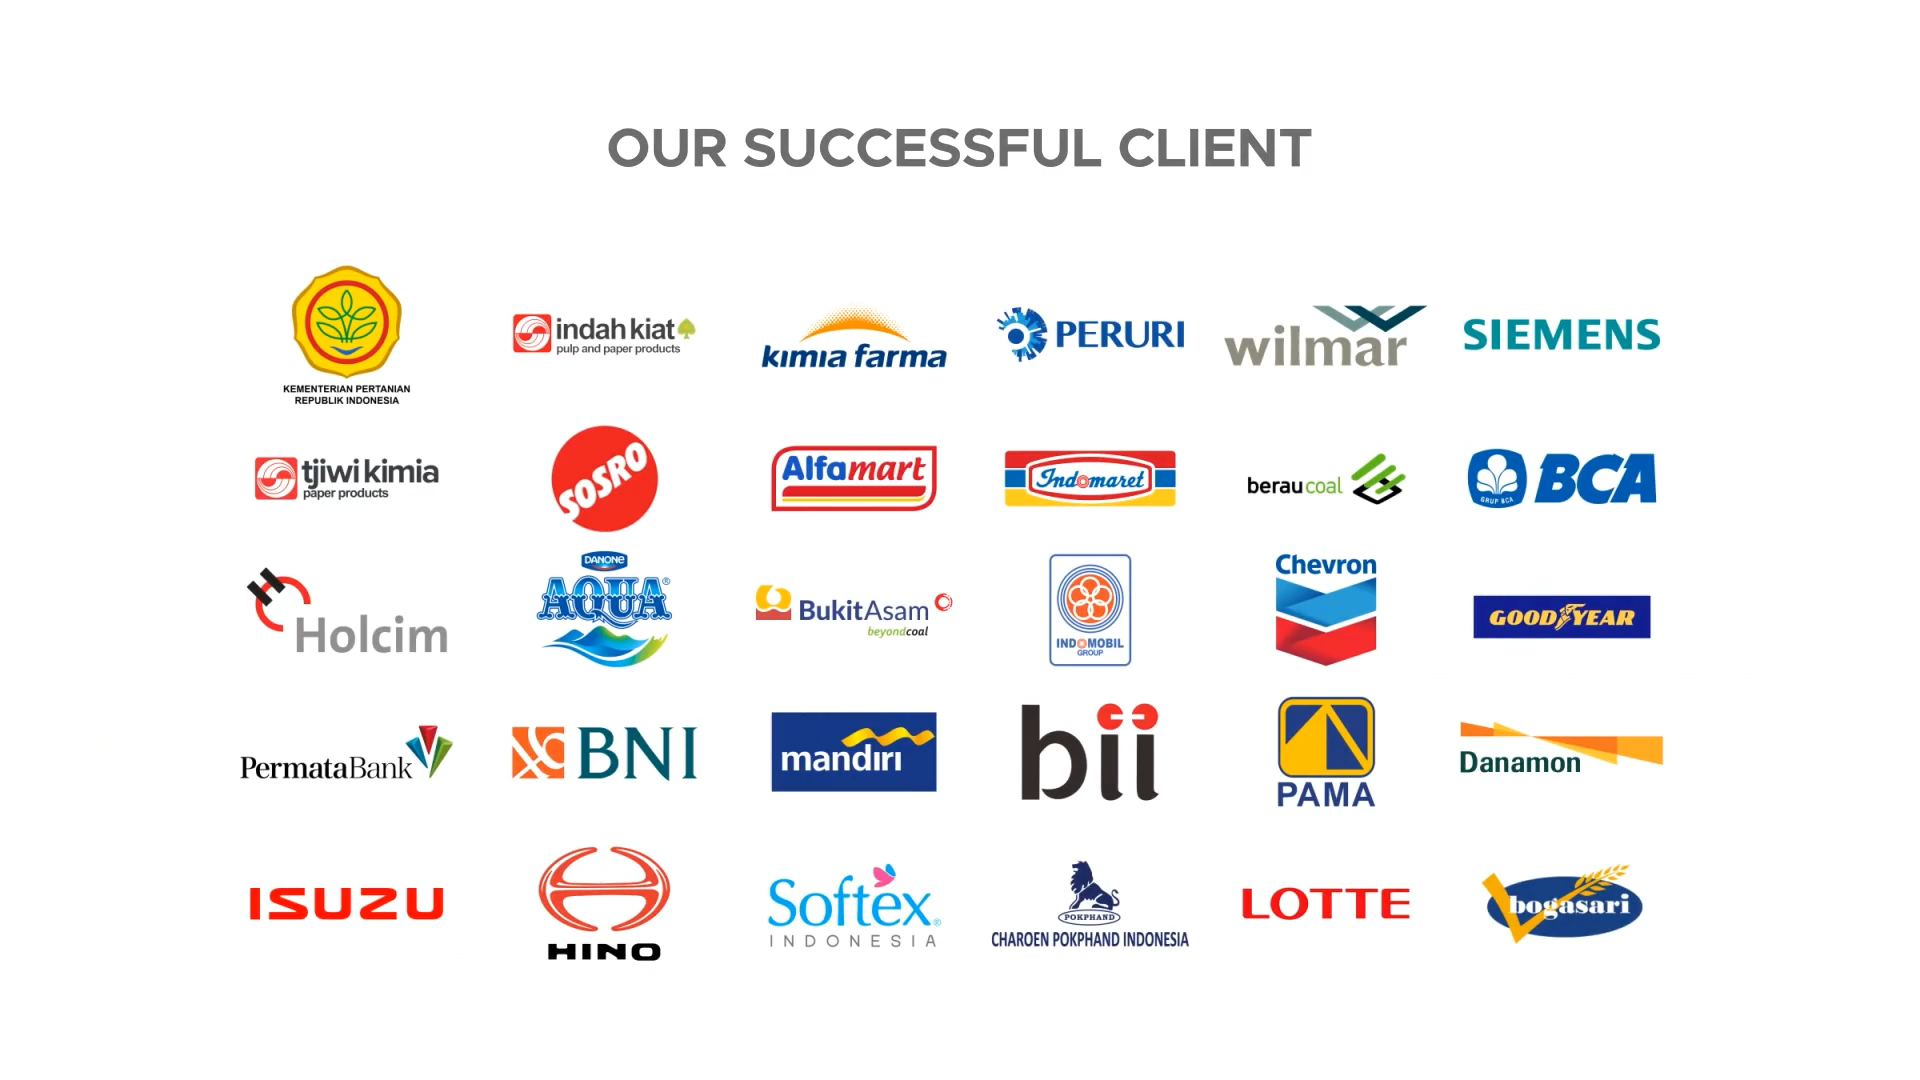 OUR SUCCESSFUL CLIENT
KEMENTERIAN PERTANIAN
REPUBLIK INDONESIA
indah kiat
pulp and paper products
kimia farma
PERURI
wilmar
SIEMENS
tjiwi kimia
paper products
SOSRO
Alfamart
Indomaret
berau coal
GRUP BCA
BCA
Holcim
DANONE
AQUA®
BukitAsam
beyondcoal
INDOMOBIL
GROUP
Chevron
GOODYEAR
PermataBank
BNI
mandiri
bii
PAMA
Danamon
ISUZU
HINO
Softex®
INDONESIA
POKPHAND
CHAROEN POKPHAND INDONESIA
LOTTE
bogasari